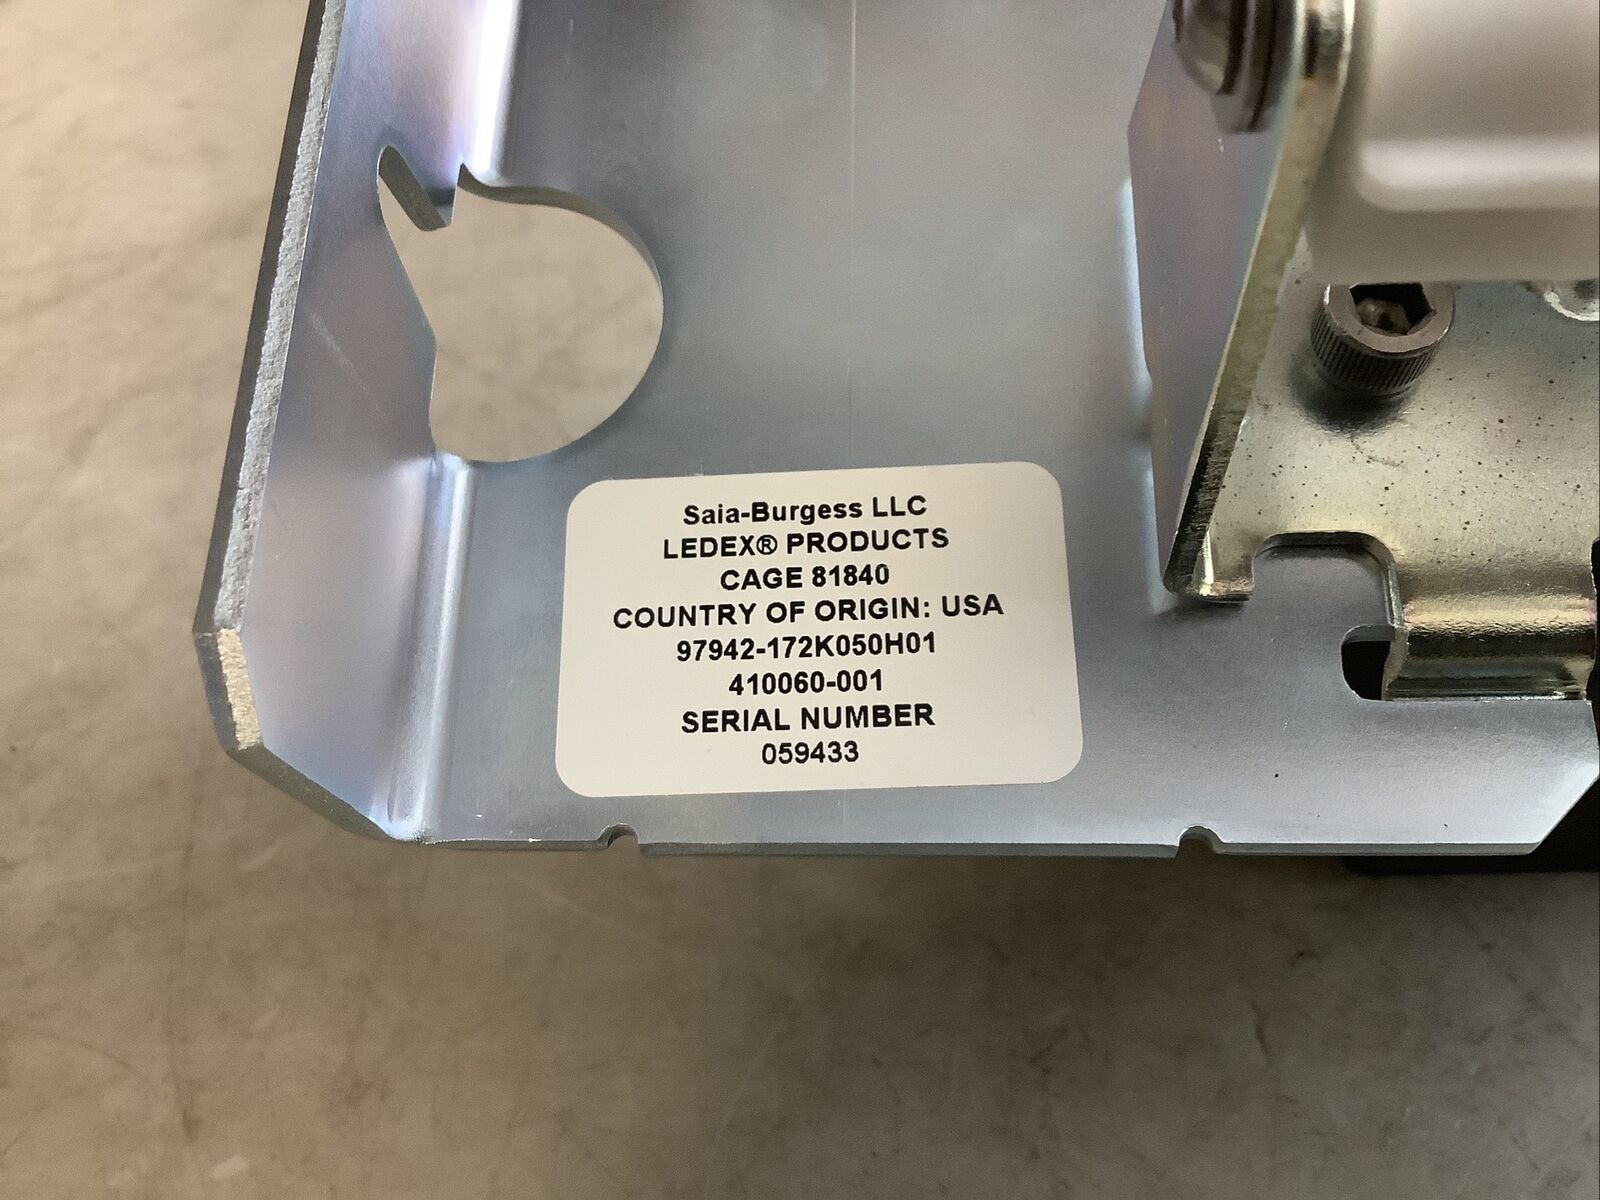 Saia-Burgess LLC
LEDEX® PRODUCTS
CAGE 81840
COUNTRY OF ORIGIN: USA
97942-172K050H01
410060-001
SERIAL NUMBER
059433